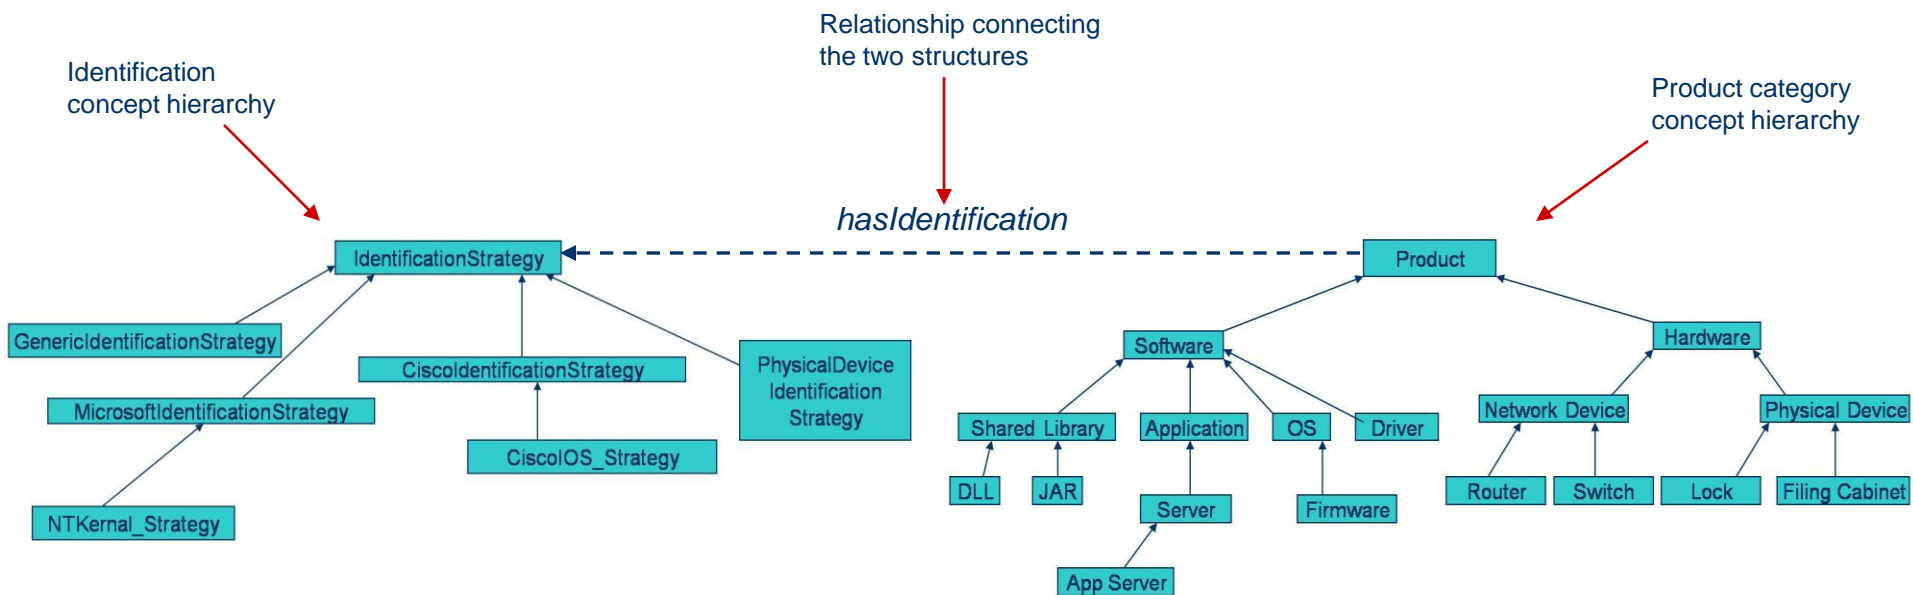 Relationship connecting
the two structures
Identification
concept hierarchy
Product category
concept hierarchy
hasIdentification
IdentificationStrategy
Product
GenericIdentificationStrategy
Software
Hardware
CiscoIdentificationStrategy
PhysicalDevice
Identification
Strategy
MicrosoftIdentificationStrategy
Shared Library
Application
OS
Driver
Network Device
Physical Device
CiscoIOS_Strategy
DLL
JAR
Router
Switch
Lock
Filing Cabinet
NTKernal_Strategy
Server
Firmware
App Server